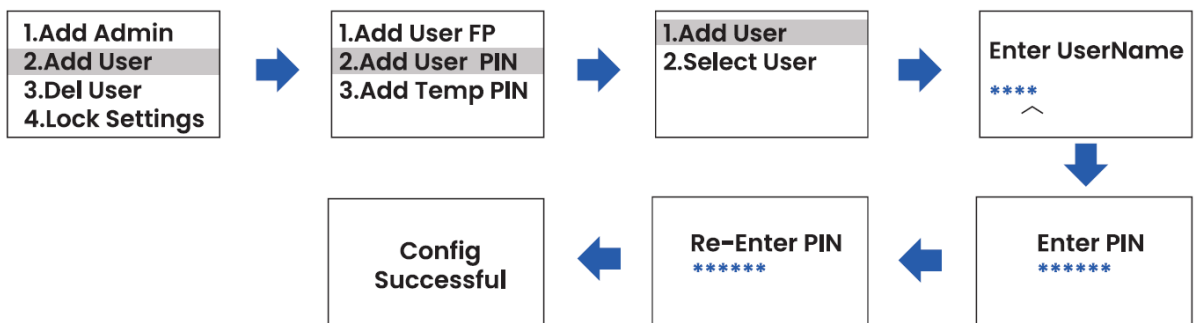 1.Add Admin
2.Add User
3.Del User
4.Lock Settings
1.Add User FP
2.Add User PIN
3.Add Temp PIN
1.Add User
2.Select User
Enter UserName
****
Enter PIN
******
Re-Enter PIN
******
Config
Successful